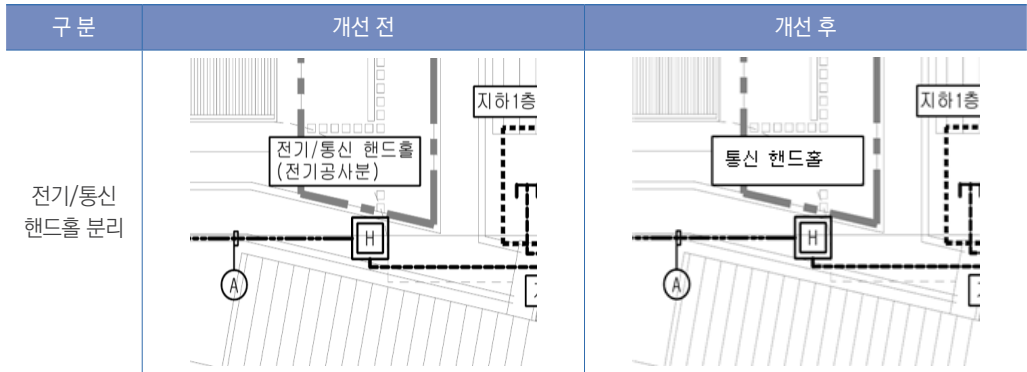 구 분
개선 전
개선 후
전기/통신
핸드홀 분리
지하1층
전기/통신 핸드홀
(전기공사분)
H
A
지하1층
통신 핸드홀
H
A